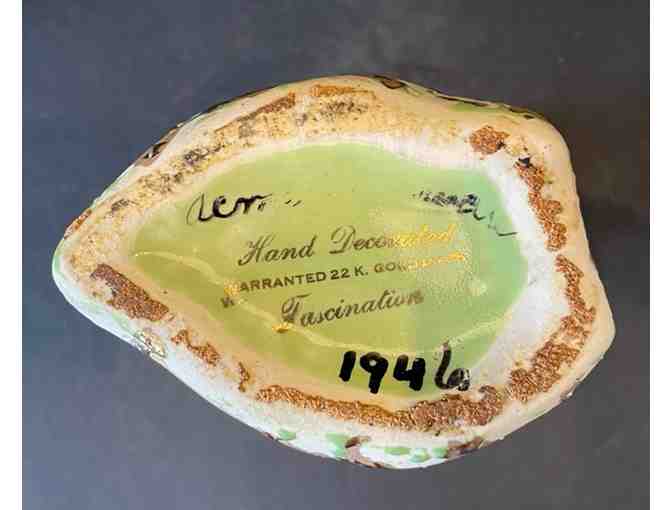 Hand Decorated
WARRANTED 22 K. GOLD
Fascination
1946